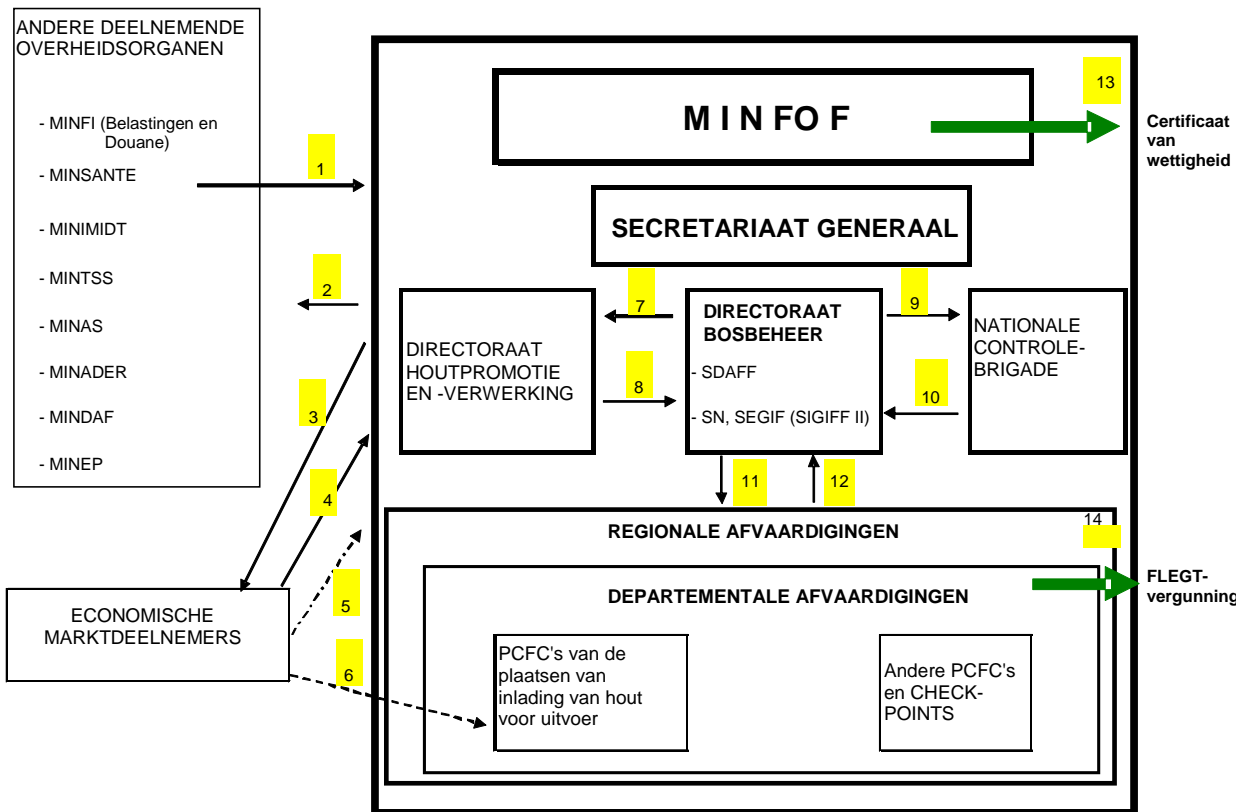 ANDERE DEELNEMENDE
OVERHEIDSORGANEN
- MINFI (Belastingen en
Douane)
- MINSANTE
- MINIMIDT
- MINTSS
- MINAS
- MINADER
- MINDAF
- MINEP
1
2
3
4
5
6
ECONOMISCHE
MARKTDEELNEMERS
M I N FO F
13
Certificaat
van
wettigheid
SECRETARIAAT GENERAAL
7
9
DIRECTORAAT
HOUTPROMOTIE
EN -VERWERKING
8
DIRECTORAAT
BOSBEHEER
- SDAFF
- SN, SEGIF (SIGIFF II)
10
NATIONALE
CONTROLE-
BRIGADE
11
12
REGIONALE AFVAARDIGINGEN
14
DEPARTEMENTALE AFVAARDIGINGEN
FLEGT-
vergunning
PCFC's van de
plaatsen van
inlading van hout
voor uitvoer
Andere PCFC's
en CHECK-
POINTS